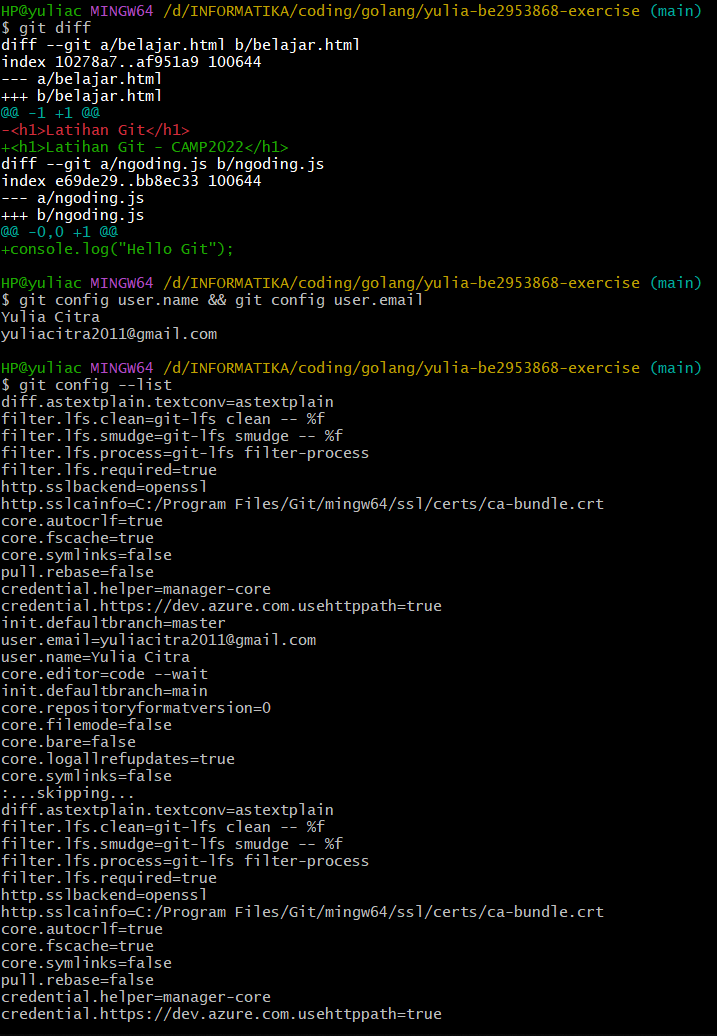 HP@yuliac MINGW64 /d/INFORMATIKA/coding/golang/yulia-be2953868-exercise (main)
$ git diff
diff --git a/belajar.html b/belajar.html
index 10278a7..af951a9 100644
--- a/belajar.html
+++ b/belajar.html
@@ -1 +1 @@
-<h1>Latihan Git</h1>
+<h1>Latihan Git - CAMP2022</h1>
diff --git a/ngoding.js b/ngoding.js
index e69de29..bb8ec33 100644
--- a/ngoding.js
+++ b/ngoding.js
@@ -0,0 +1 @@
+console.log("Hello Git");
HP@yuliac MINGW64 /d/INFORMATIKA/coding/golang/yulia-be2953868-exercise (main)
$ git config user.name && git config user.email
Yulia Citra
yuliacitra2011@gmail.com
HP@yuliac MINGW64 /d/INFORMATIKA/coding/golang/yulia-be2953868-exercise (main)
$ git config --list
diff.astextplain.textconv=astextplain
filter.lfs.clean=git-lfs clean -- %f
filter.lfs.smudge=git-lfs smudge -- %f
filter.lfs.process=git-lfs filter-process
filter.lfs.required=true
http.sslbackend=openssl
http.sslcainfo=C:/Program Files/Git/mingw64/ssl/certs/ca-bundle.crt
core.autocrlf=true
core.fscache=true
core.symlinks=false
pull.rebase=false
credential.helper=manager-core
credential.https://dev.azure.com.usehttppath=true
init.defaultbranch=master
user.email=yuliacitra2011@gmail.com
user.name=Yulia Citra
core.editor=code --wait
init.defaultbranch=main
core.repositoryformatversion=0
core.filemode=false
core.bare=false
core.logallrefupdates=true
core.symlinks=false
:...skipping...
diff.astextplain.textconv=astextplain
filter.lfs.clean=git-lfs clean -- %f
filter.lfs.smudge=git-lfs smudge -- %f
filter.lfs.process=git-lfs filter-process
filter.lfs.required=true
http.sslbackend=openssl
http.sslcainfo=C:/Program Files/Git/mingw64/ssl/certs/ca-bundle.crt
core.autocrlf=true
core.fscache=true
core.symlinks=false
pull.rebase=false
credential.helper=manager-core
credential.https://dev.azure.com.usehttppath=true